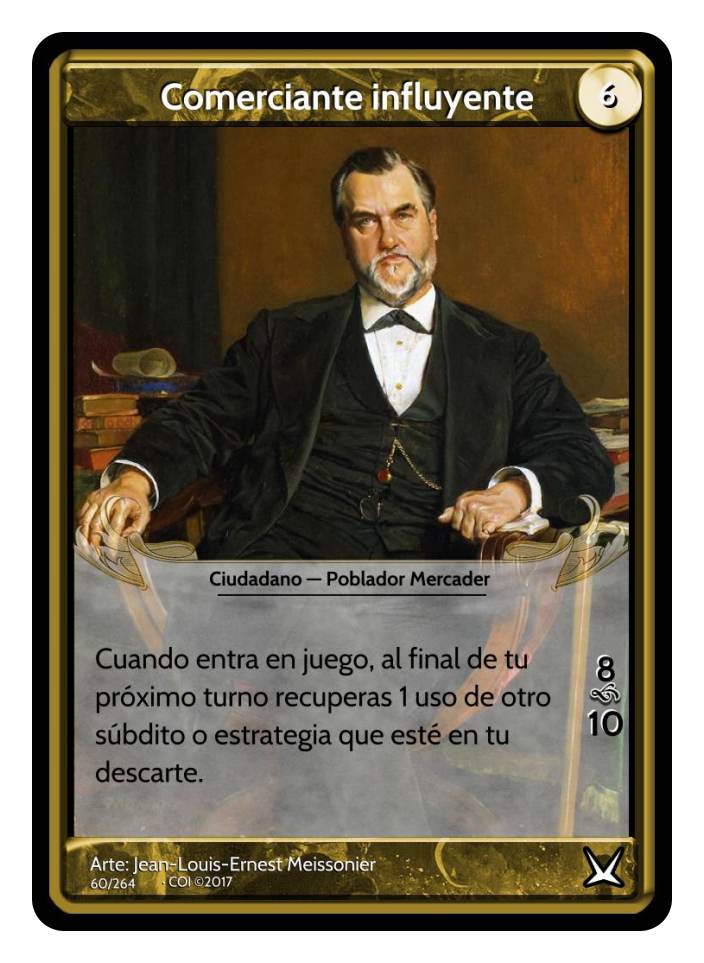 Comerciante influyente
6
Ciudadano — Poblador Mercader
Cuando entra en juego, al final de tu
próximo turno recuperas 1 uso de otro
súbdito o estrategia que esté en tu
descarte.
8
10
Arte: Jean-Louis-Ernest Meissonier
60/264 · COI ©2017